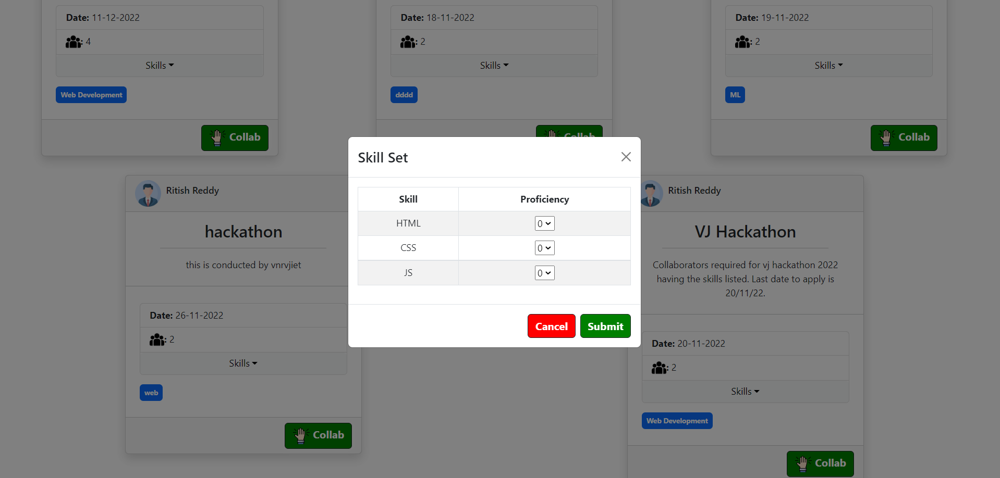 Date: 11-12-2022
: 4
Skills
Web Development
Collab
Date: 18-11-2022
: 2
Skills
dddd
Collab
Date: 19-11-2022
: 2
Skills
ML
Collab
Skill Set
Skill Proficiency
HTML 0
CSS 0
JS 0
Cancel Submit
Ritish Reddy
hackathon
this is conducted by vnrvjiet
Date: 26-11-2022
: 2
Skills
web
Collab
Ritish Reddy
VJ Hackathon
Collaborators required for vj hackathon 2022
having the skills listed. Last date to apply is
20/11/22.
Date: 20-11-2022
: 2
Skills
Web Development
Collab